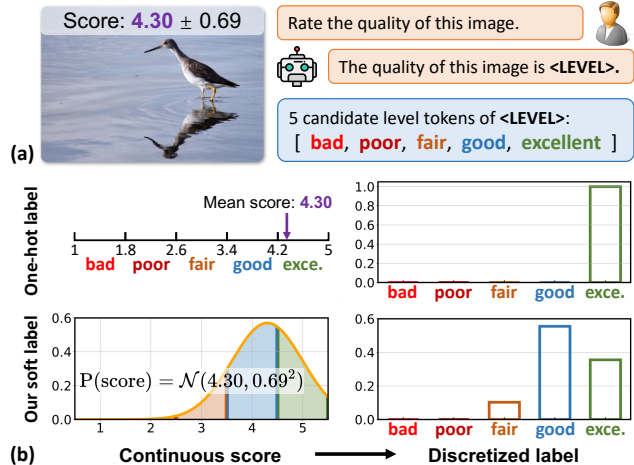 Score: 4.30 ± 0.69
Rate the quality of this image.
The quality of this image is <LEVEL>.
5 candidate level tokens of <LEVEL>:
[ bad, poor, fair, good, excellent ]
(a)
One-hot label
Mean score: 4.30
1 1.8 2.6 3.4 4.2 5
bad poor fair good exce.
1.0
0.8
0.6
0.4
0.2
0.0
bad poor fair good exce.
Our soft label
0.6
0.4
0.2
0.0
P(score) = 𝒩(4.30, 0.69²)
1 2 3 4 5
0.6
0.4
0.2
0.0
bad poor fair good exce.
(b)
Continuous score
Discretized label